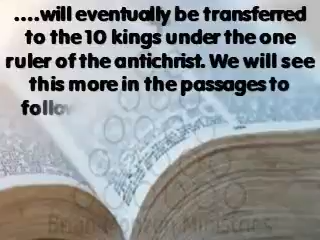 ....will eventually be transferred
to the 10 kings under the one
ruler of the antichrist. We will see
this more in the passages to
follow